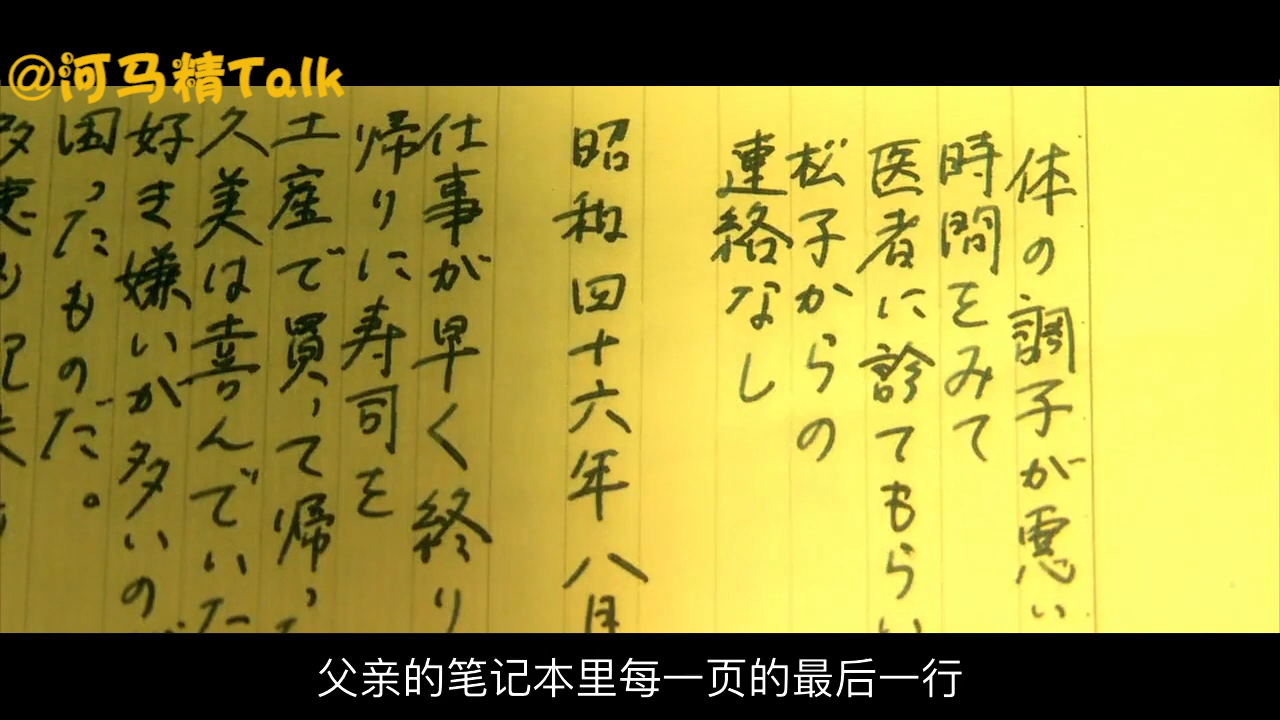 @河马精Talk
体の調子が悪い
時間をみて
医者に診てもらい
松子からの
連絡なし
昭和四十六年八月
仕事が早く終り
帰りに寿司を
土産で買って帰って
久美は喜んでいた
好き嫌いが多いの
困ったものだ。
父亲的笔记本里每一页的最后一行